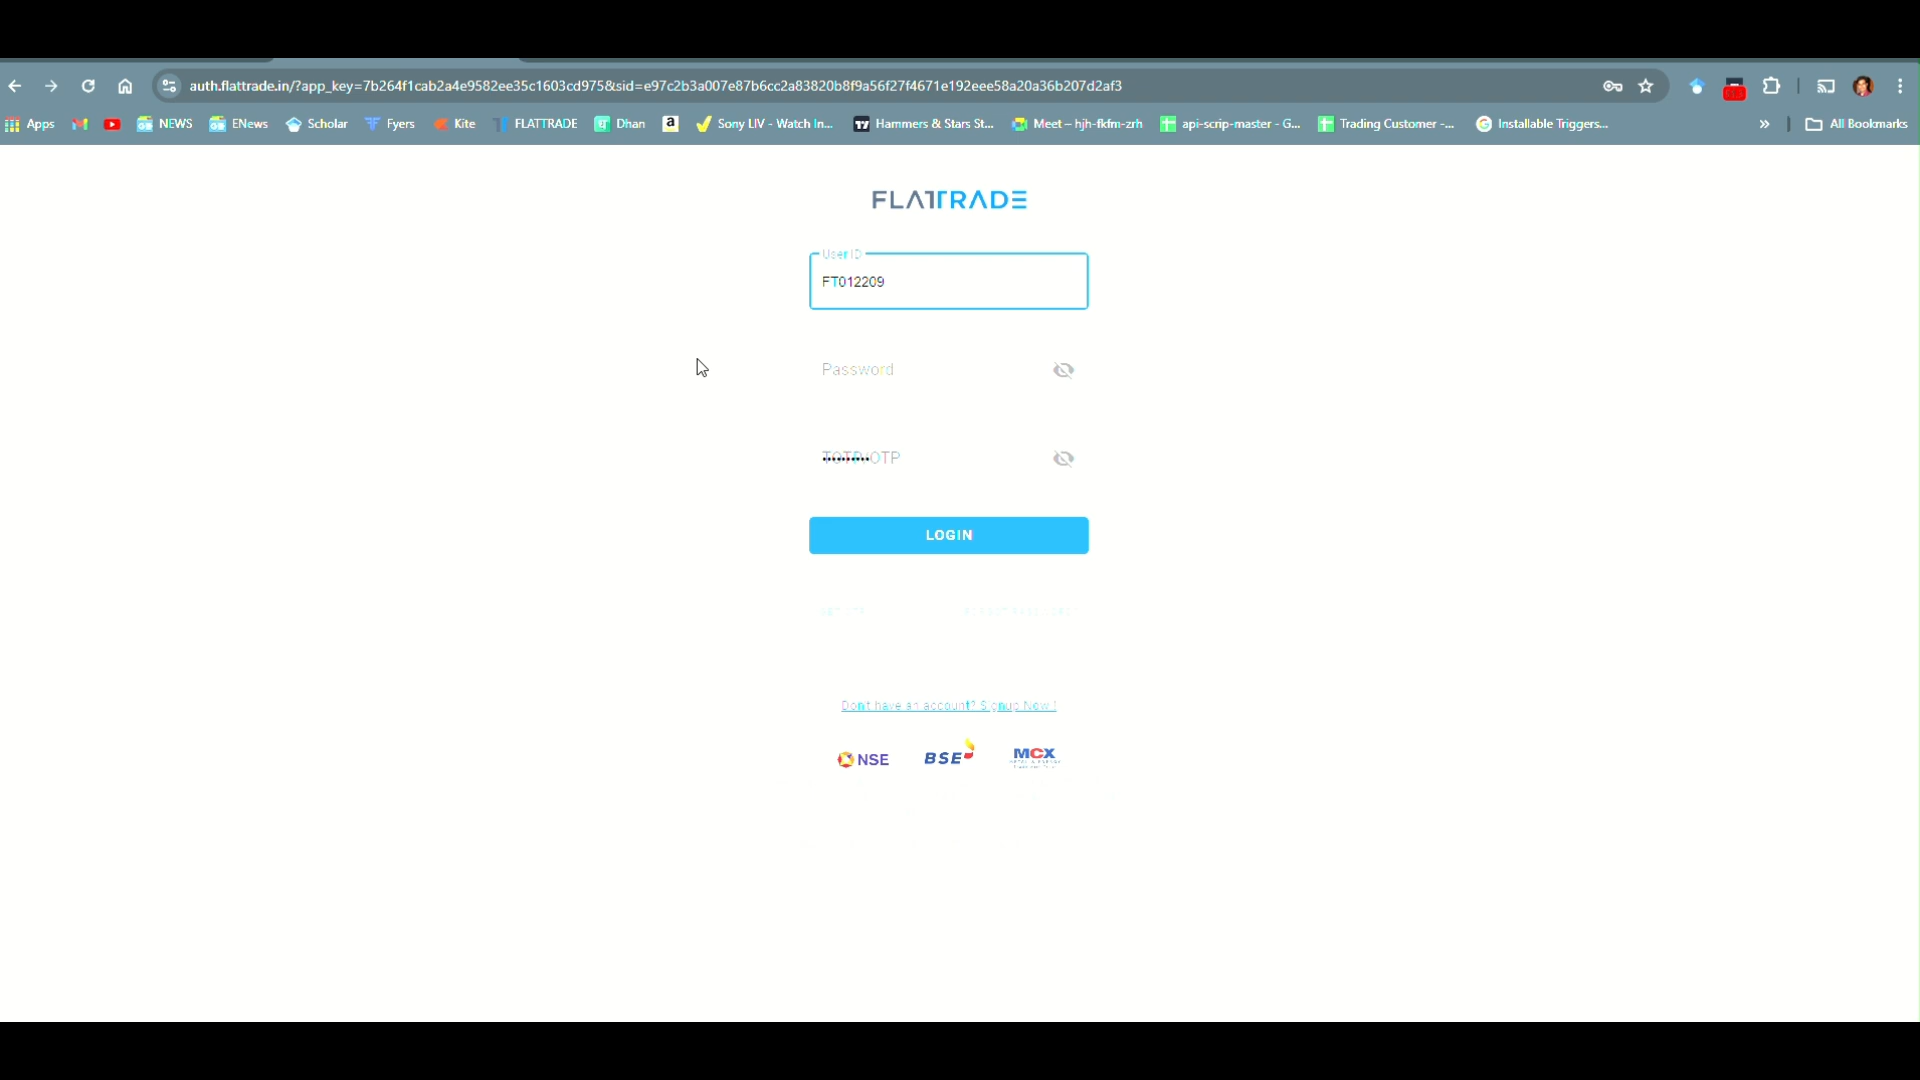 auth.flattrade.in/?app_key=7b264f1cab2a4e9582ee35c1603cd975&sid=e97c2b3a007e87b6cc2a83820b8f9a56f27f4671e192eee58a20a36b207d2af3
Apps NEWS ENews Scholar Fyers Kite FLATTRADE Dhan Sony LIV - Watch In... Hammers & Stars St... Meet – hjh-fkfm-zrh api-scrip-master - G... Trading Customer -... Installable Triggers... » All Bookmarks
FLATTRADE
User ID
FT012209
Password
TOTP/OTP
LOGIN
Don't have an account? Signup Now !
NSE BSE MCX